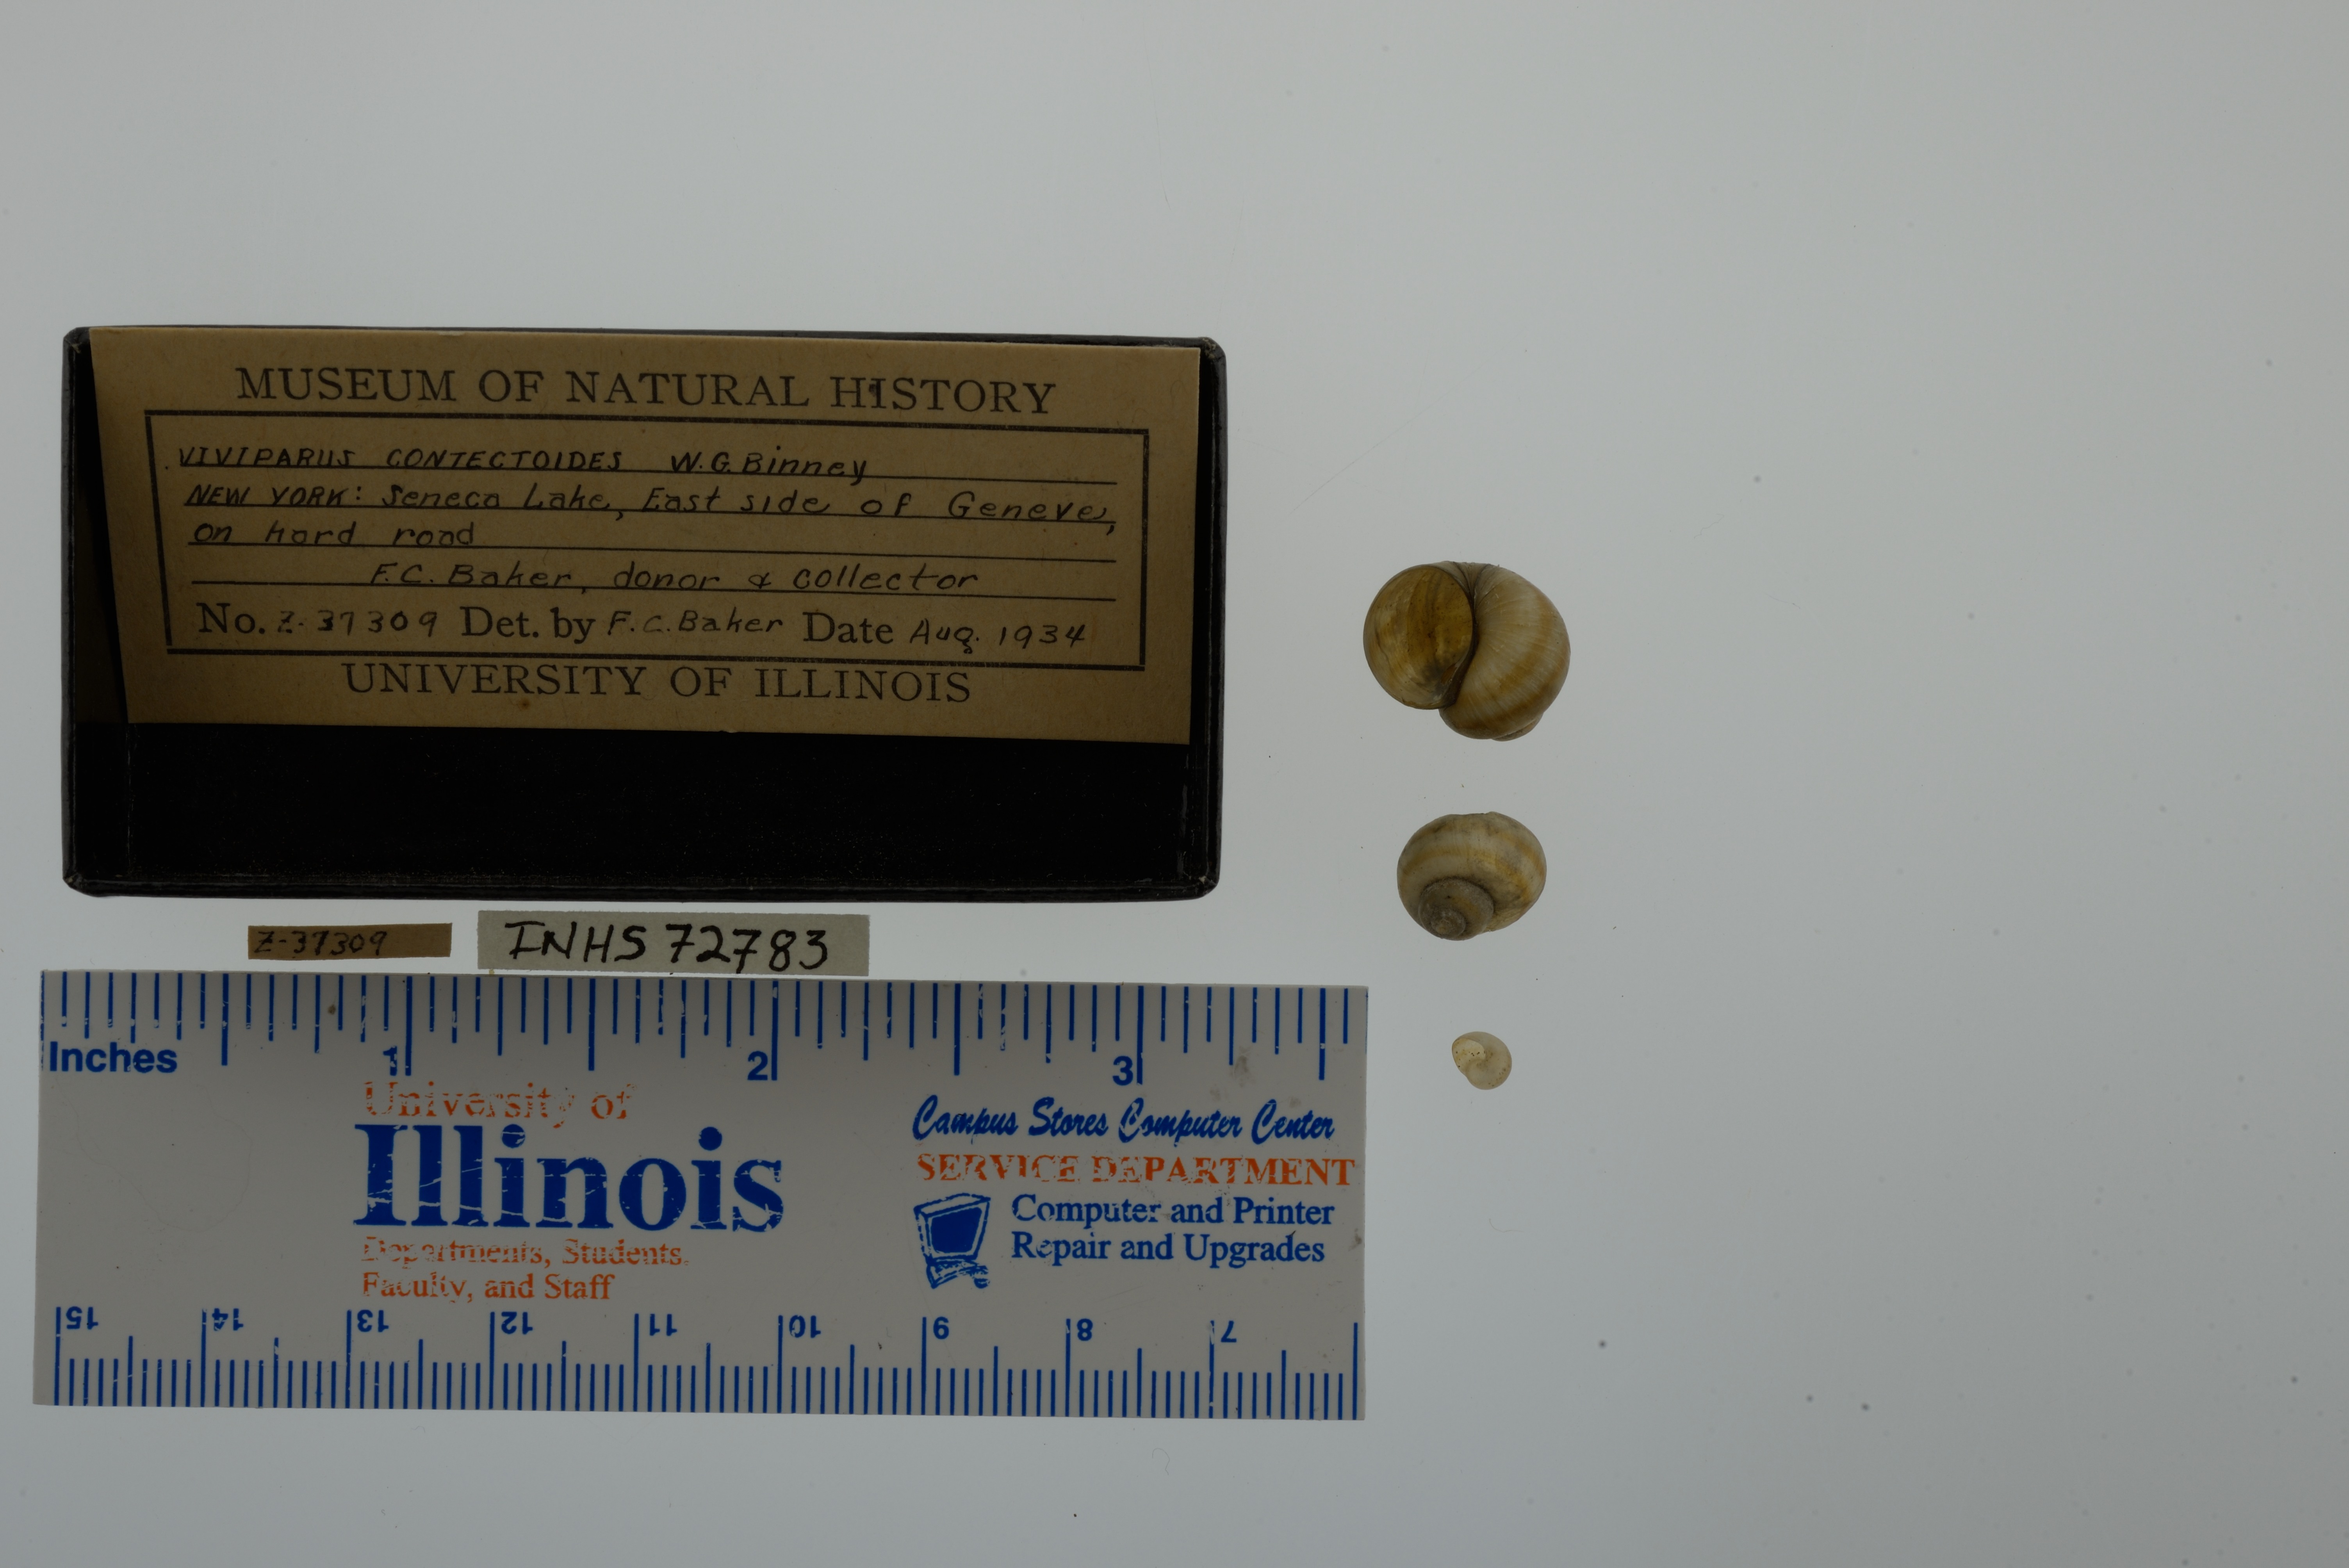 MUSEUM OF NATURAL HISTORY
VIVIPARUS CONTECTOIDES W.G. Binney
NEW YORK: Seneca Lake, East side of Geneve,
on hard road
F.C. Baker, donor & collector
No. Z-37309 Det. by F.C. Baker Date Aug. 1934
UNIVERSITY OF ILLINOIS
Z-37309
INHS 72783
Inches 1 2 3
University of
Illinois
Departments, Students,
Faculty, and Staff
Campus Stores Computer Center
SERVICE DEPARTMENT
Computer and Printer
Repair and Upgrades
15 14 13 12 11 10 9 8 7